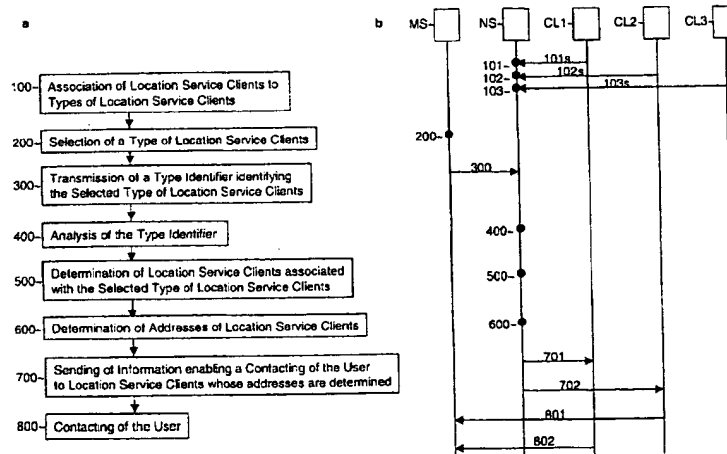 a
100- Association of Location Service Clients to
Types of Location Service Clients
200- Selection of a Type of Location Service Clients
300- Transmission of a Type Identifier identifying
the Selected Type of Location Service Clients
400- Analysis of the Type Identifier
500- Determination of Location Service Clients associated
with the Selected Type of Location Service Clients
600- Determination of Addresses of Location Service Clients
700- Sending of Information enabling a Contacting of the User
to Location Service Clients whose addresses are determined
800- Contacting of the User
b
MS- NS- CL1- CL2- CL3-
101- 101s
102- 102s
103- 103s
200-
300
400-
500-
600-
701
702
801
802